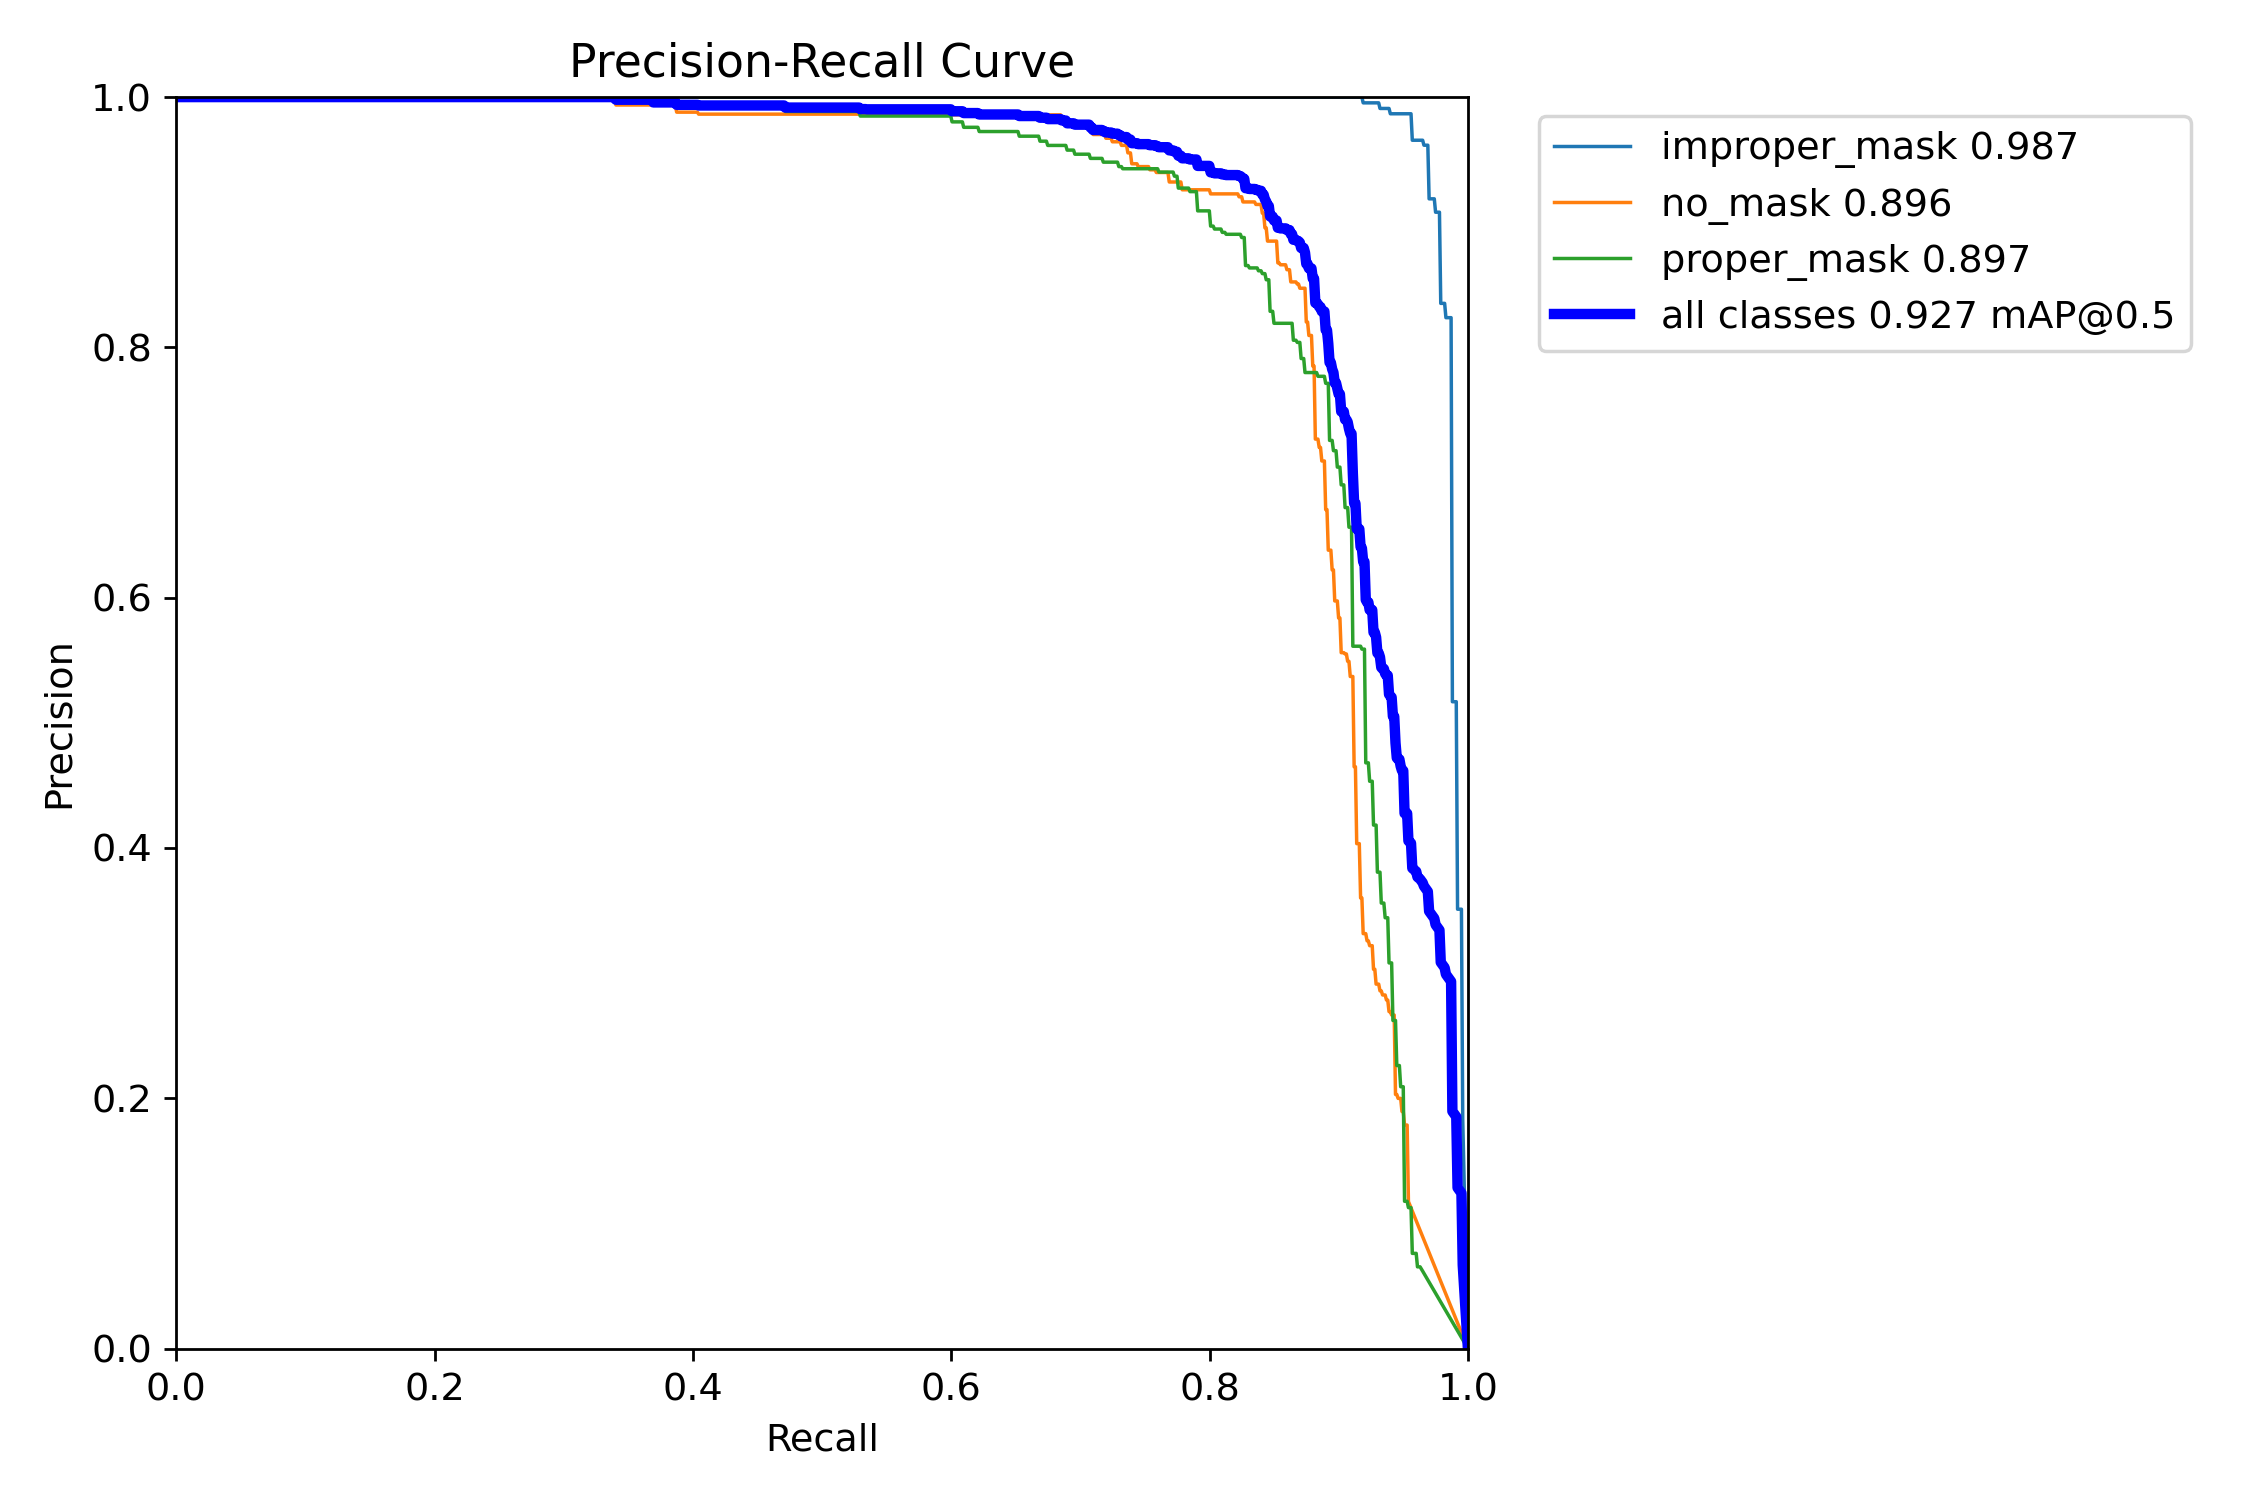 Precision-Recall Curve
1.0
0.8
0.6
0.4
0.2
0.0
Precision
0.0 0.2 0.4 0.6 0.8 1.0
Recall
improper_mask 0.987
no_mask 0.896
proper_mask 0.897
all classes 0.927 mAP@0.5